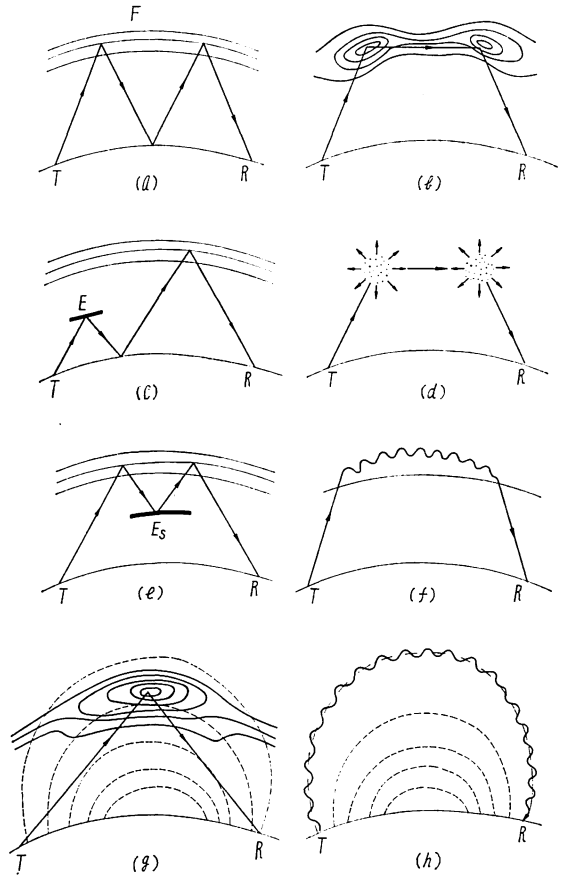 F
T R T R
(a) (b)
E
T R T R
(c) (d)
E_s
T R T R
(e) (f)
T R T R
(g) (h)